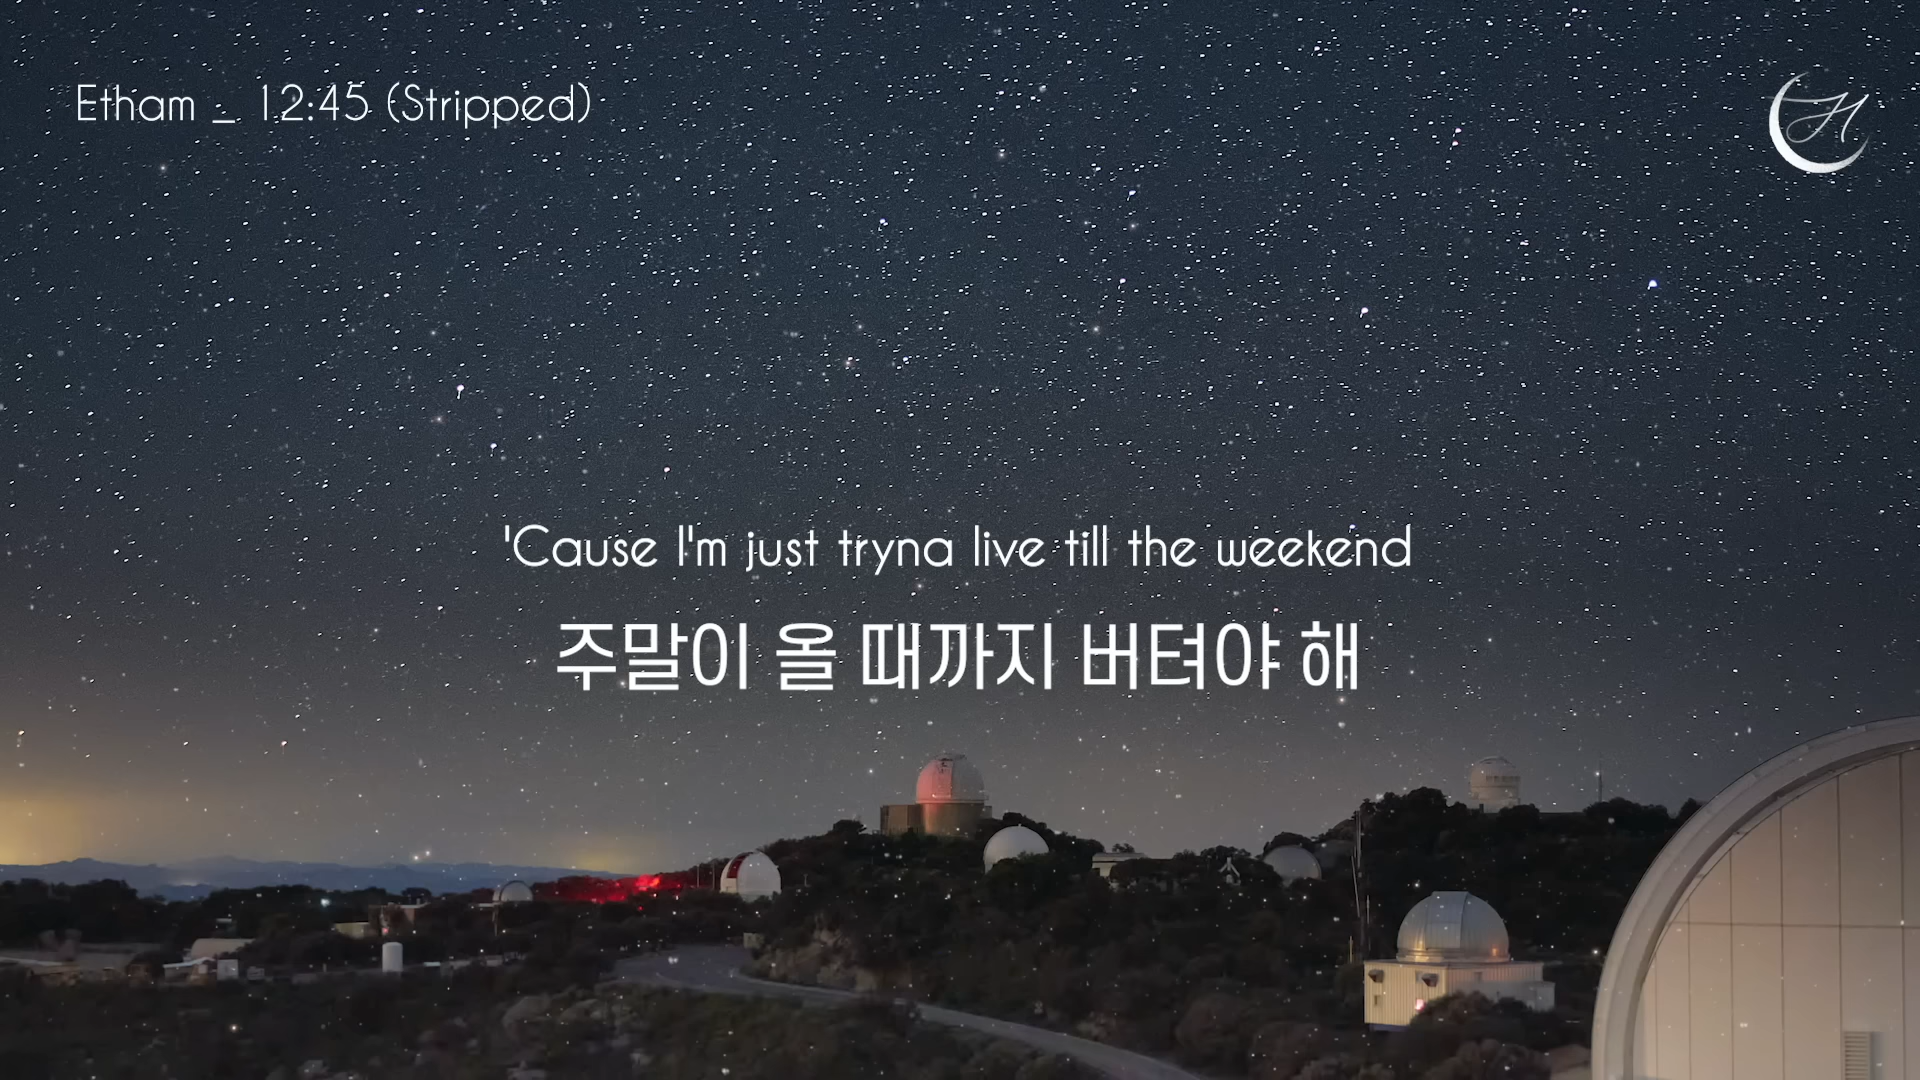 Etham _ 12:45 (Stripped)
'Cause I'm just tryna live till the weekend
주말이 올 때까지 버텨야 해